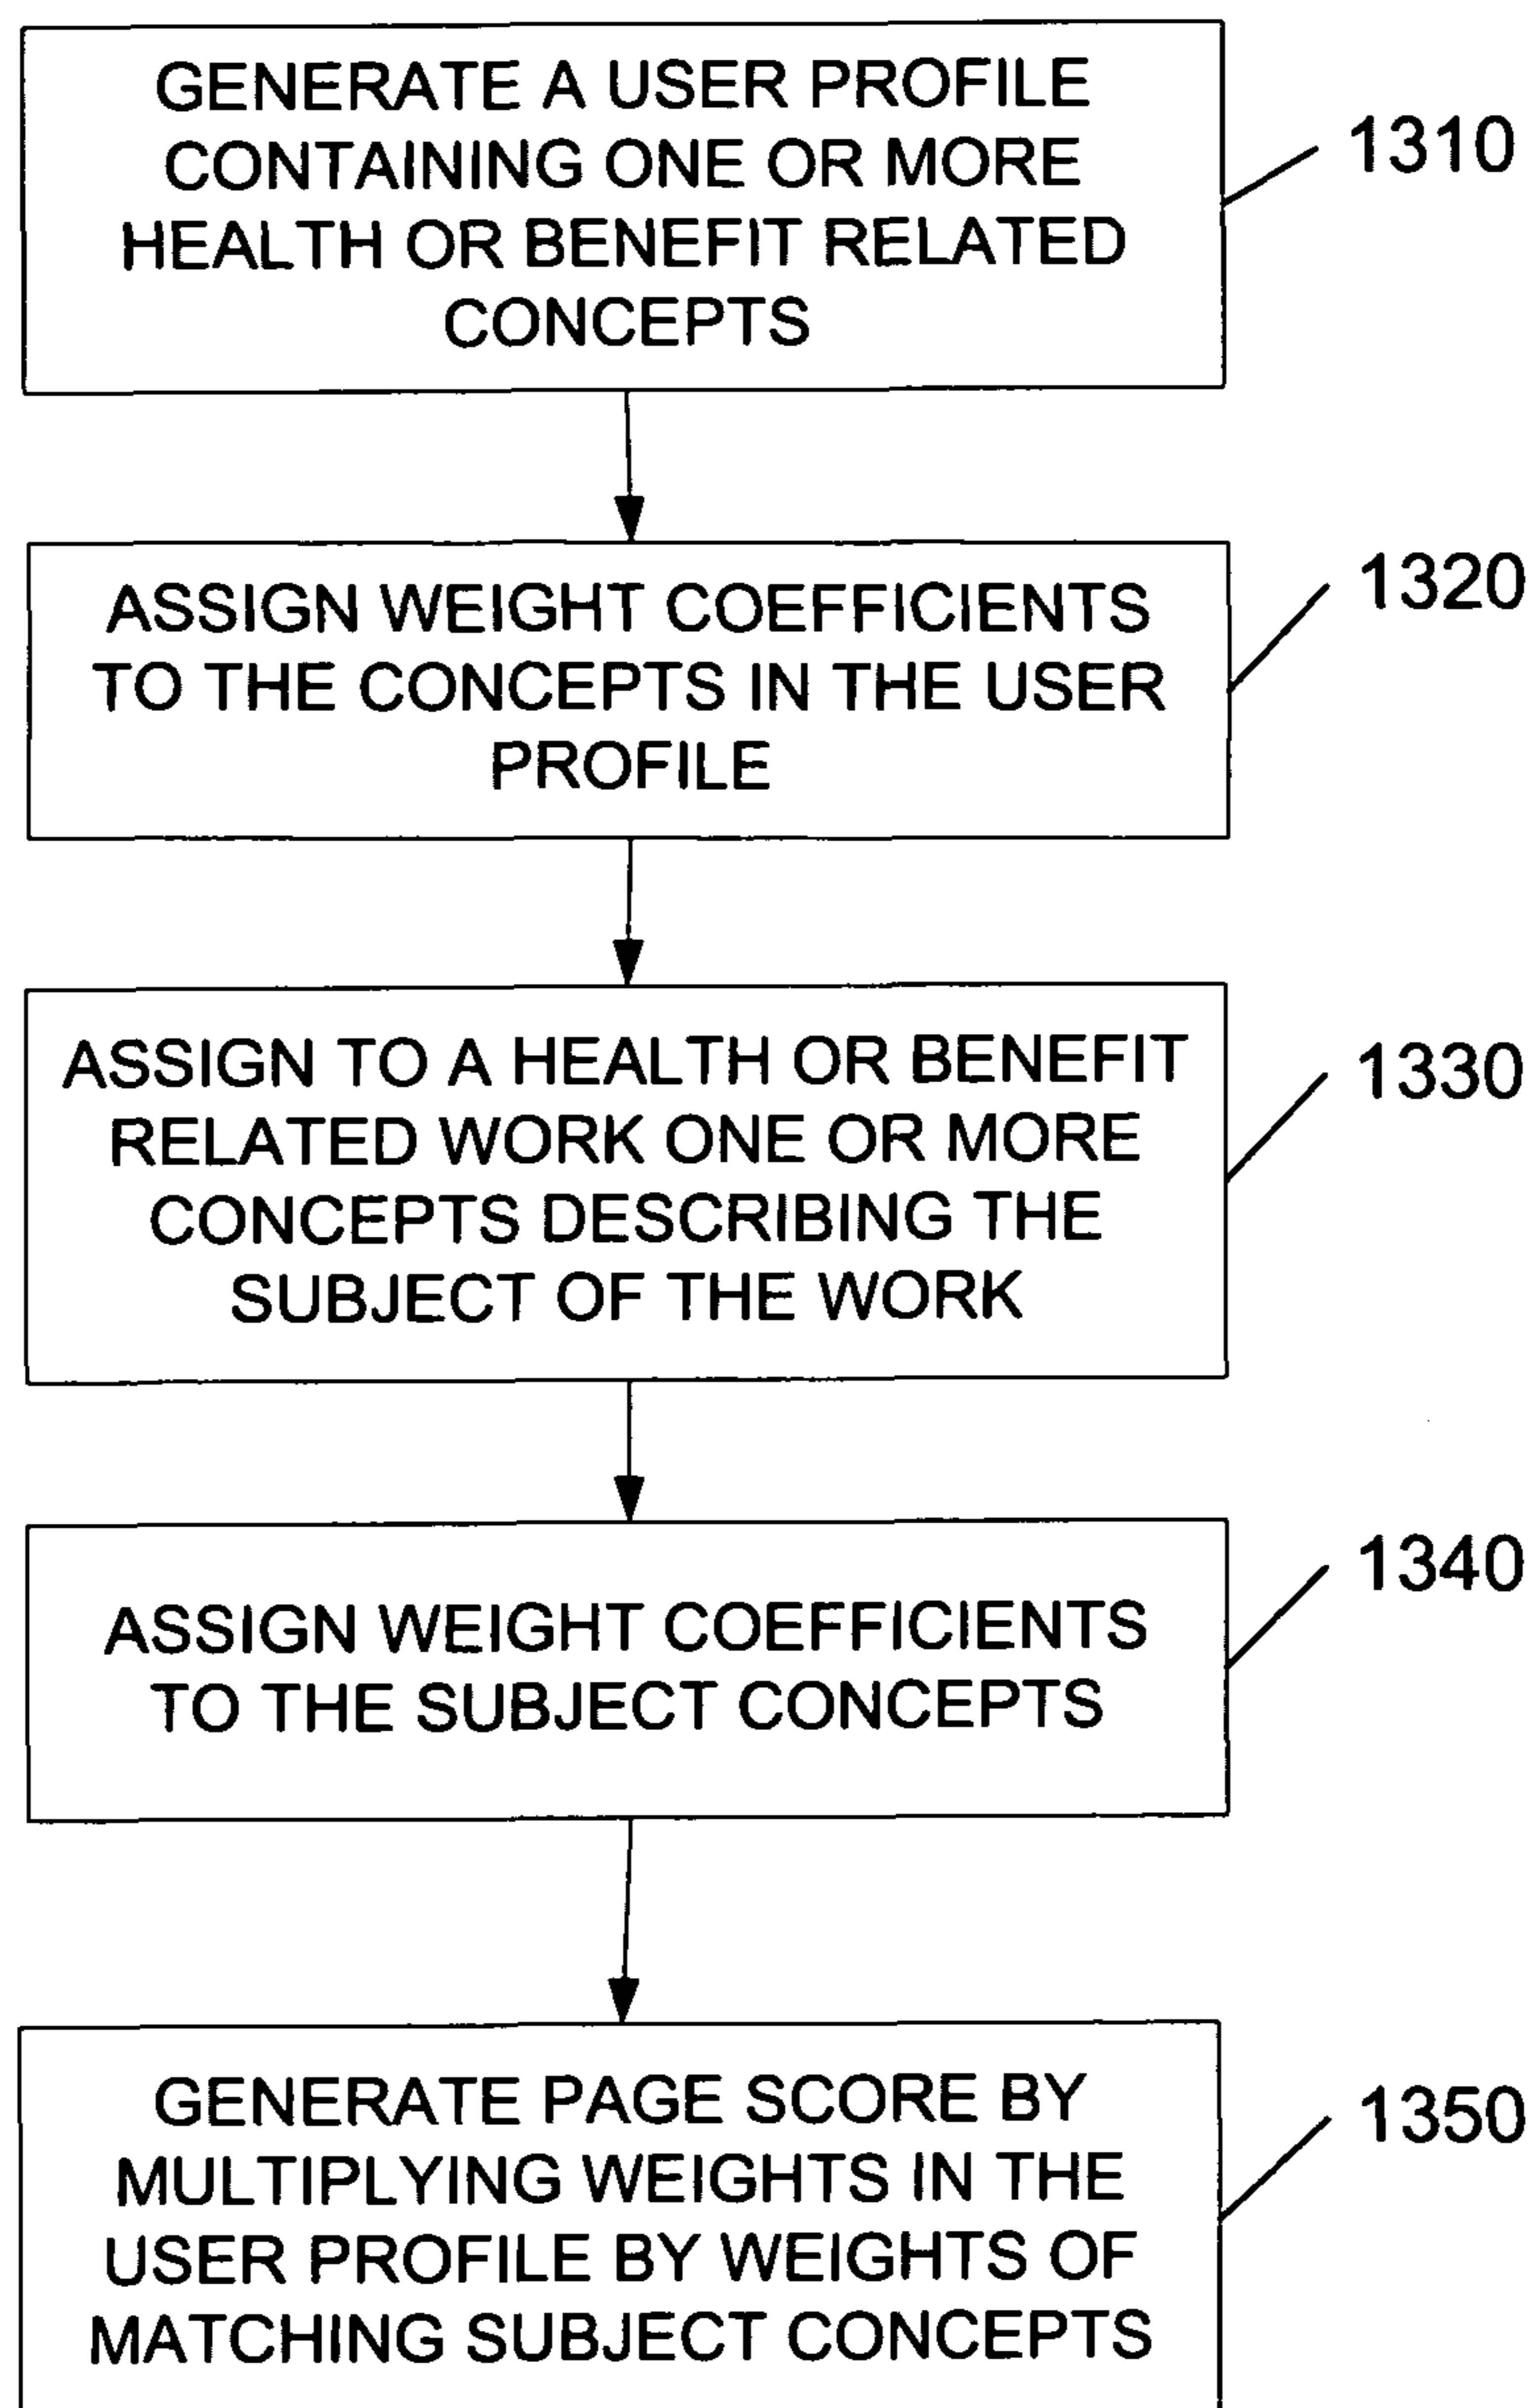 GENERATE A USER PROFILE
CONTAINING ONE OR MORE
HEALTH OR BENEFIT RELATED
CONCEPTS
1310
ASSIGN WEIGHT COEFFICIENTS
TO THE CONCEPTS IN THE USER
PROFILE
1320
ASSIGN TO A HEALTH OR BENEFIT
RELATED WORK ONE OR MORE
CONCEPTS DESCRIBING THE
SUBJECT OF THE WORK
1330
ASSIGN WEIGHT COEFFICIENTS
TO THE SUBJECT CONCEPTS
1340
GENERATE PAGE SCORE BY
MULTIPLYING WEIGHTS IN THE
USER PROFILE BY WEIGHTS OF
MATCHING SUBJECT CONCEPTS
1350